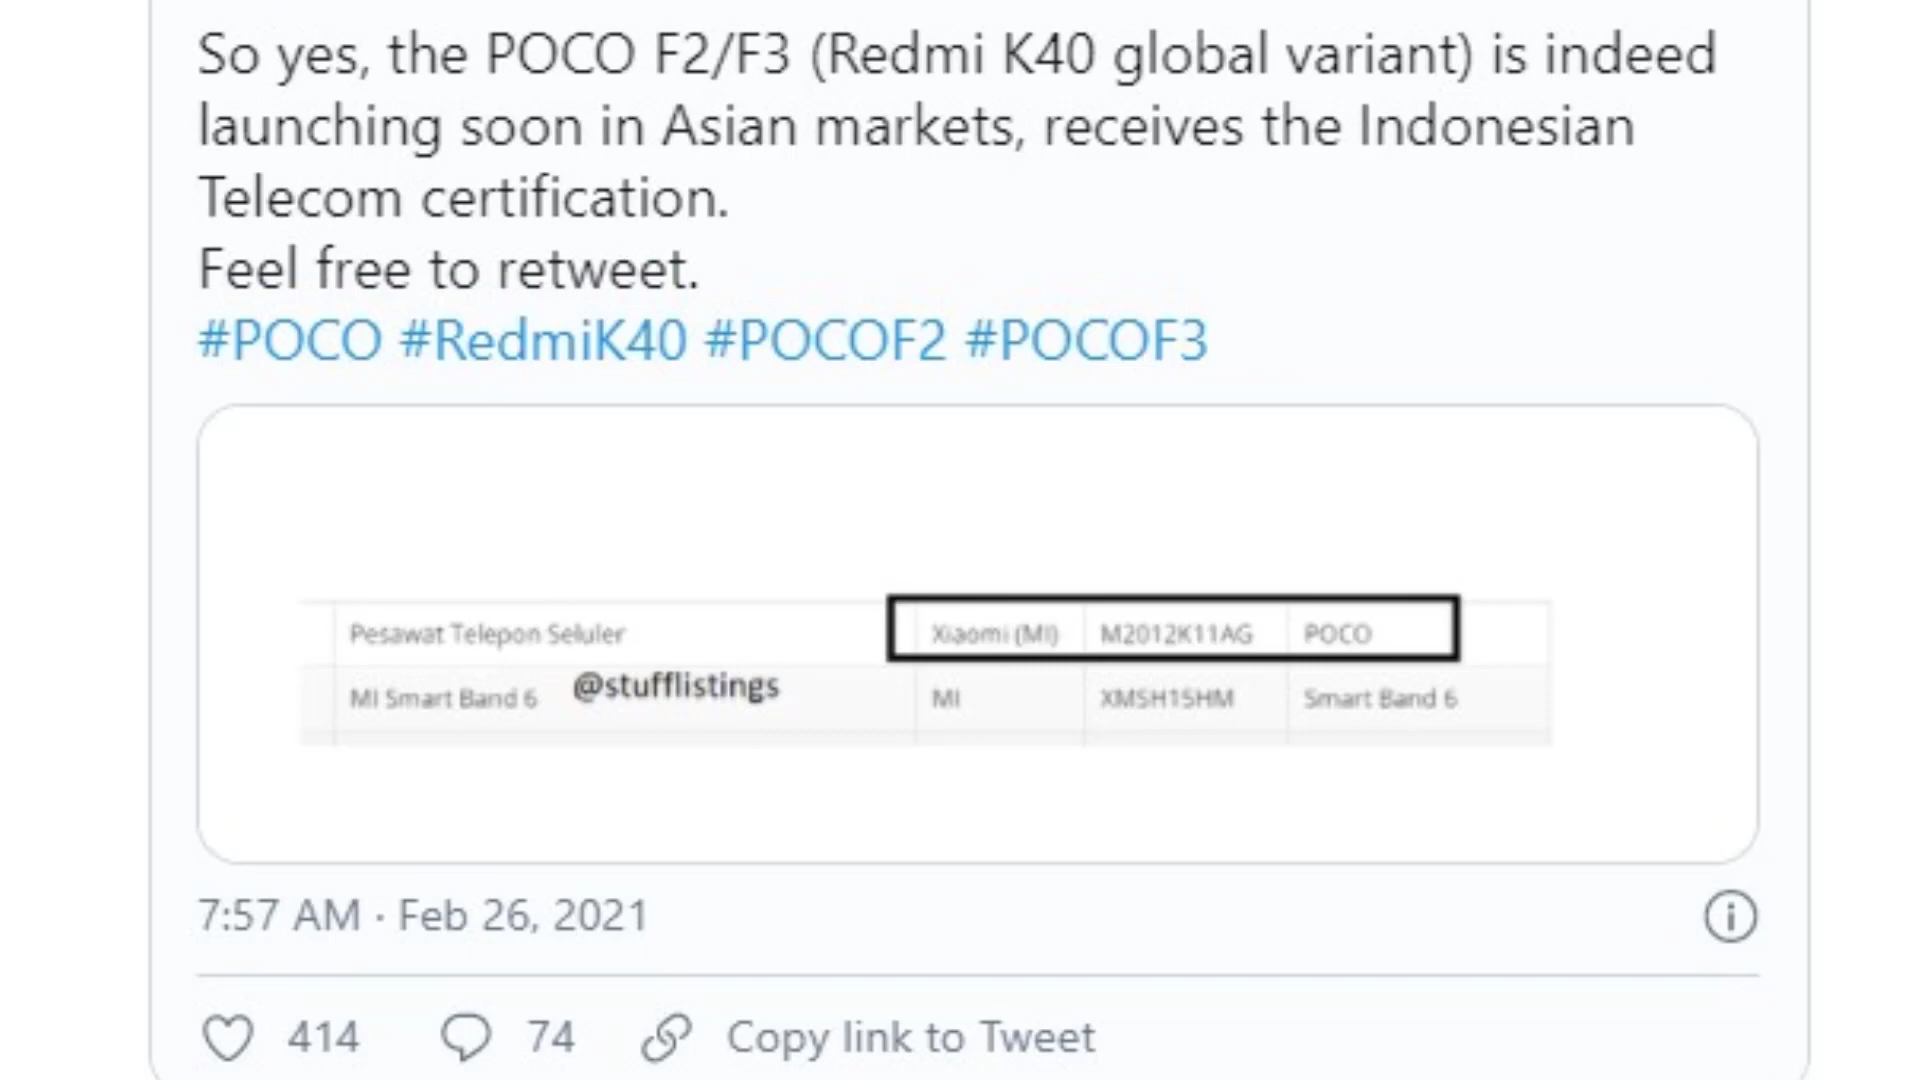 So yes, the POCO F2/F3 (Redmi K40 global variant) is indeed
launching soon in Asian markets, receives the Indonesian
Telecom certification.
Feel free to retweet.
#POCO #RedmiK40 #POCOF2 #POCOF3
Pesawat Telepon Seluler Xiaomi (MI) M2012K11AG POCO
MI Smart Band 6 @stufflistings MI XMSH15HM Smart Band 6
7:57 AM · Feb 26, 2021
414 74 Copy link to Tweet